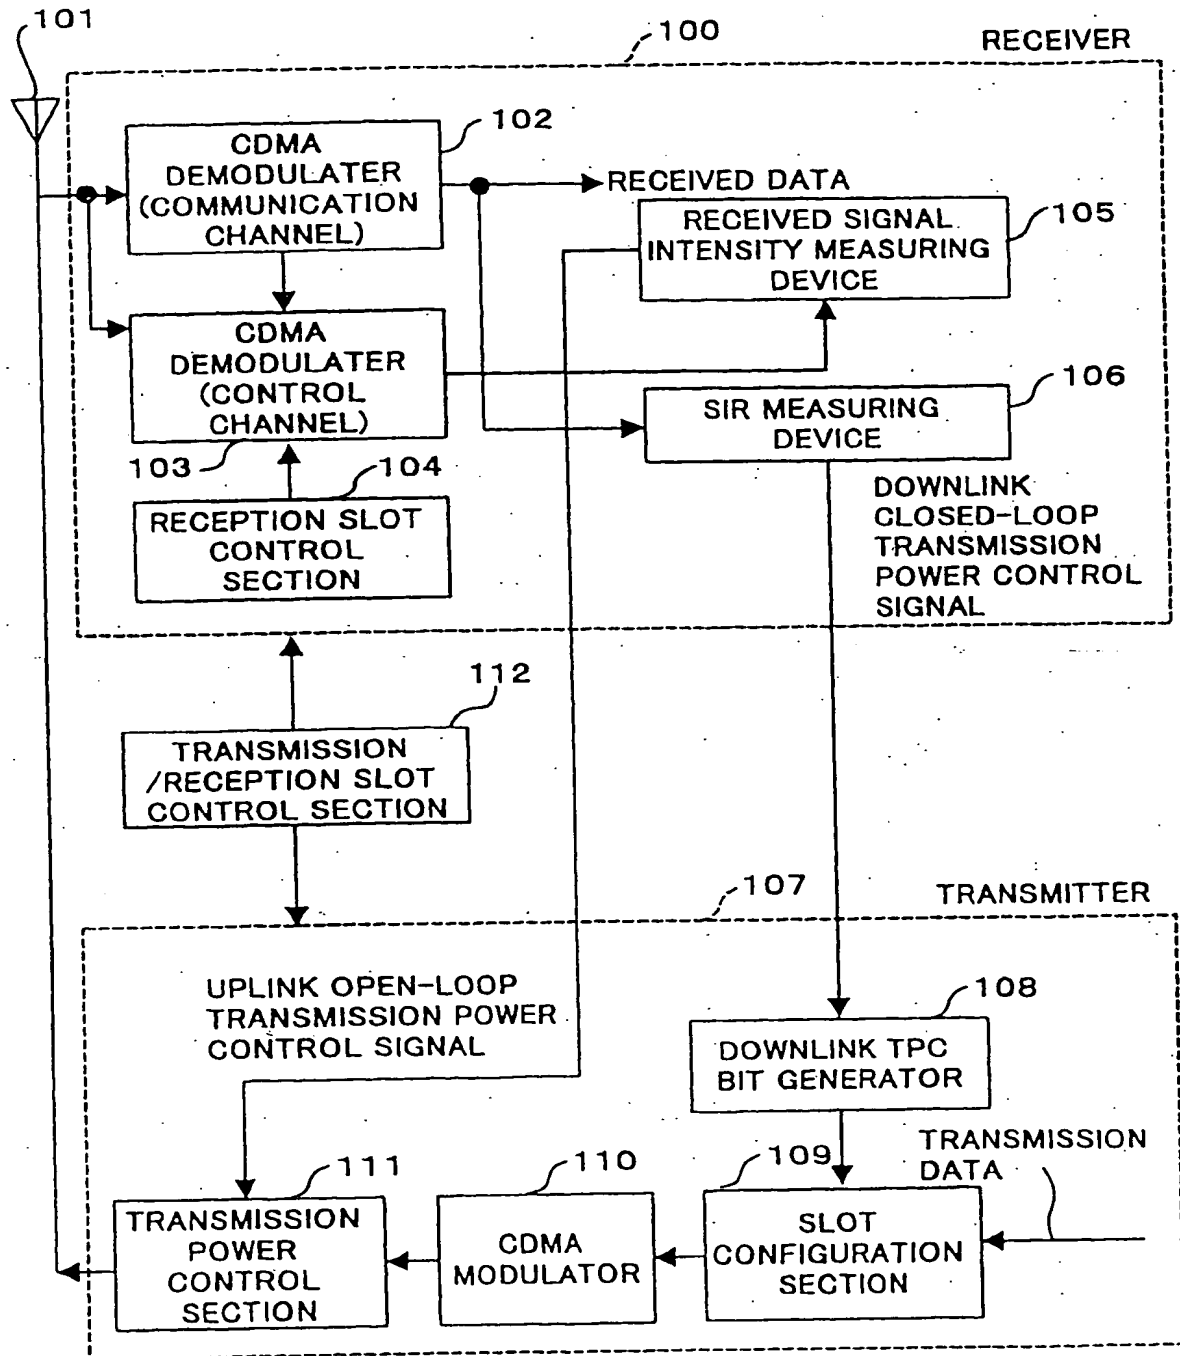 101
100
RECEIVER
102
CDMA
DEMODULATER
(COMMUNICATION
CHANNEL)
RECEIVED DATA
105
RECEIVED SIGNAL
INTENSITY MEASURING
DEVICE
CDMA
DEMODULATER
(CONTROL
CHANNEL)
103
106
SIR MEASURING
DEVICE
104
RECEPTION SLOT
CONTROL
SECTION
DOWNLINK
CLOSED-LOOP
TRANSMISSION
POWER CONTROL
SIGNAL
112
TRANSMISSION
/RECEPTION SLOT
CONTROL SECTION
107
TRANSMITTER
UPLINK OPEN-LOOP
TRANSMISSION POWER
CONTROL SIGNAL
108
DOWNLINK TPC
BIT GENERATOR
TRANSMISSION
DATA
111
TRANSMISSION
POWER
CONTROL
SECTION
110
CDMA
MODULATOR
109
SLOT
CONFIGURATION
SECTION